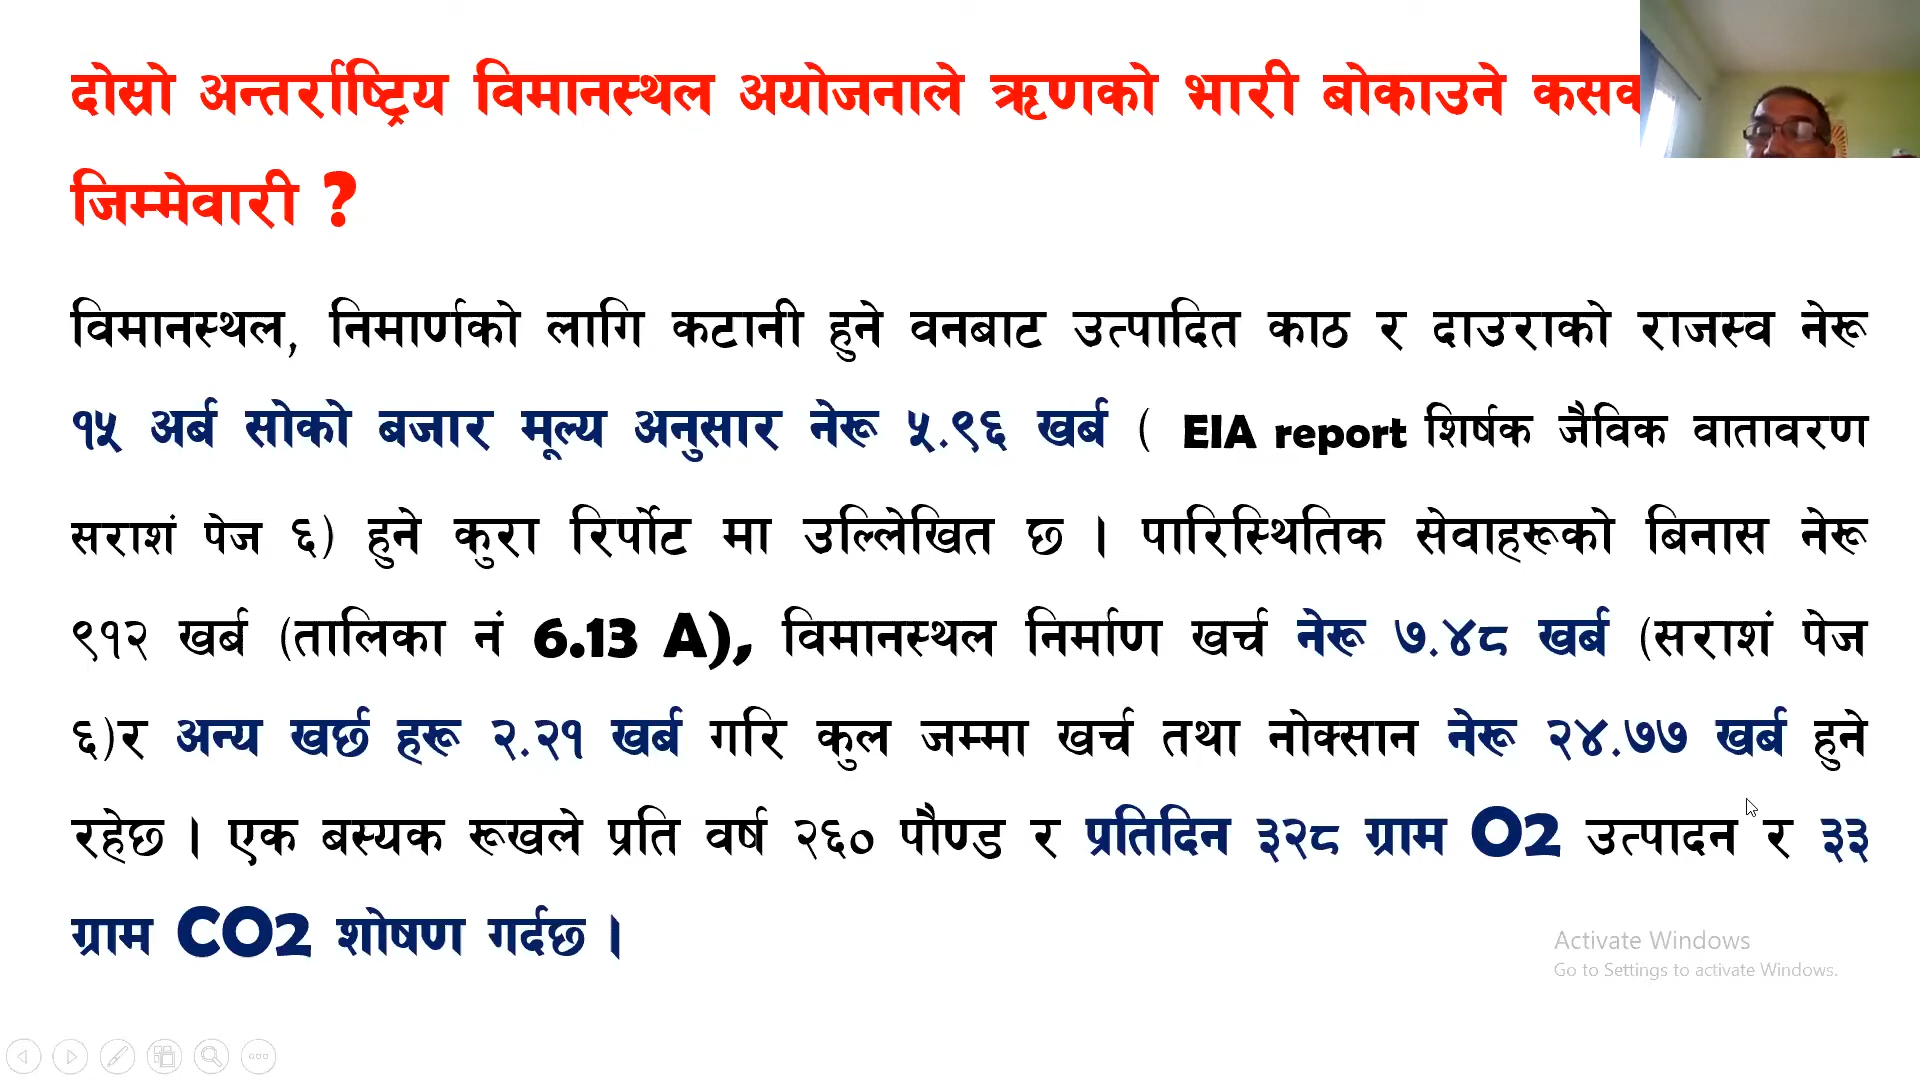 दोस्रो अन्तर्राष्ट्रिय विमानस्थल अयोजनाले ऋणको भारी बोकाउने
जिम्मेवारी ?
विमानस्थल, निमार्णको लागि कटानी हुने वनबाट उत्पादित काठ र दाउराको राजस्व नेरू
१५ अर्ब सोको बजार मूल्य अनुसार नेरू ५.९६ खर्ब ( EIA report शिर्षक जैविक वातावरण
सराशं पेज ६) हुने कुरा रिर्पोट मा उल्लिेखित छ । पारिस्थितिक सेवाहरूको बिनास नेरू
९१२ खर्ब (तालिका नं 6.13 A), विमानस्थल निर्माण खर्च नेरू ७.४८ खर्ब (सराशं पेज
६)र अन्य खर्छ हरू २.२१ खर्ब गरि कुल जम्मा खर्च तथा नोक्सान नेरू २४.७७ खर्ब हुने
रहेछ । एक बस्यक रूखले प्रति वर्ष २६० पौण्ड र प्रतिदिन ३२८ ग्राम O2 उत्पादन र ३३
ग्राम CO2 शोषण गर्दछ ।
Activate Windows
Go to Settings to activate Windows.